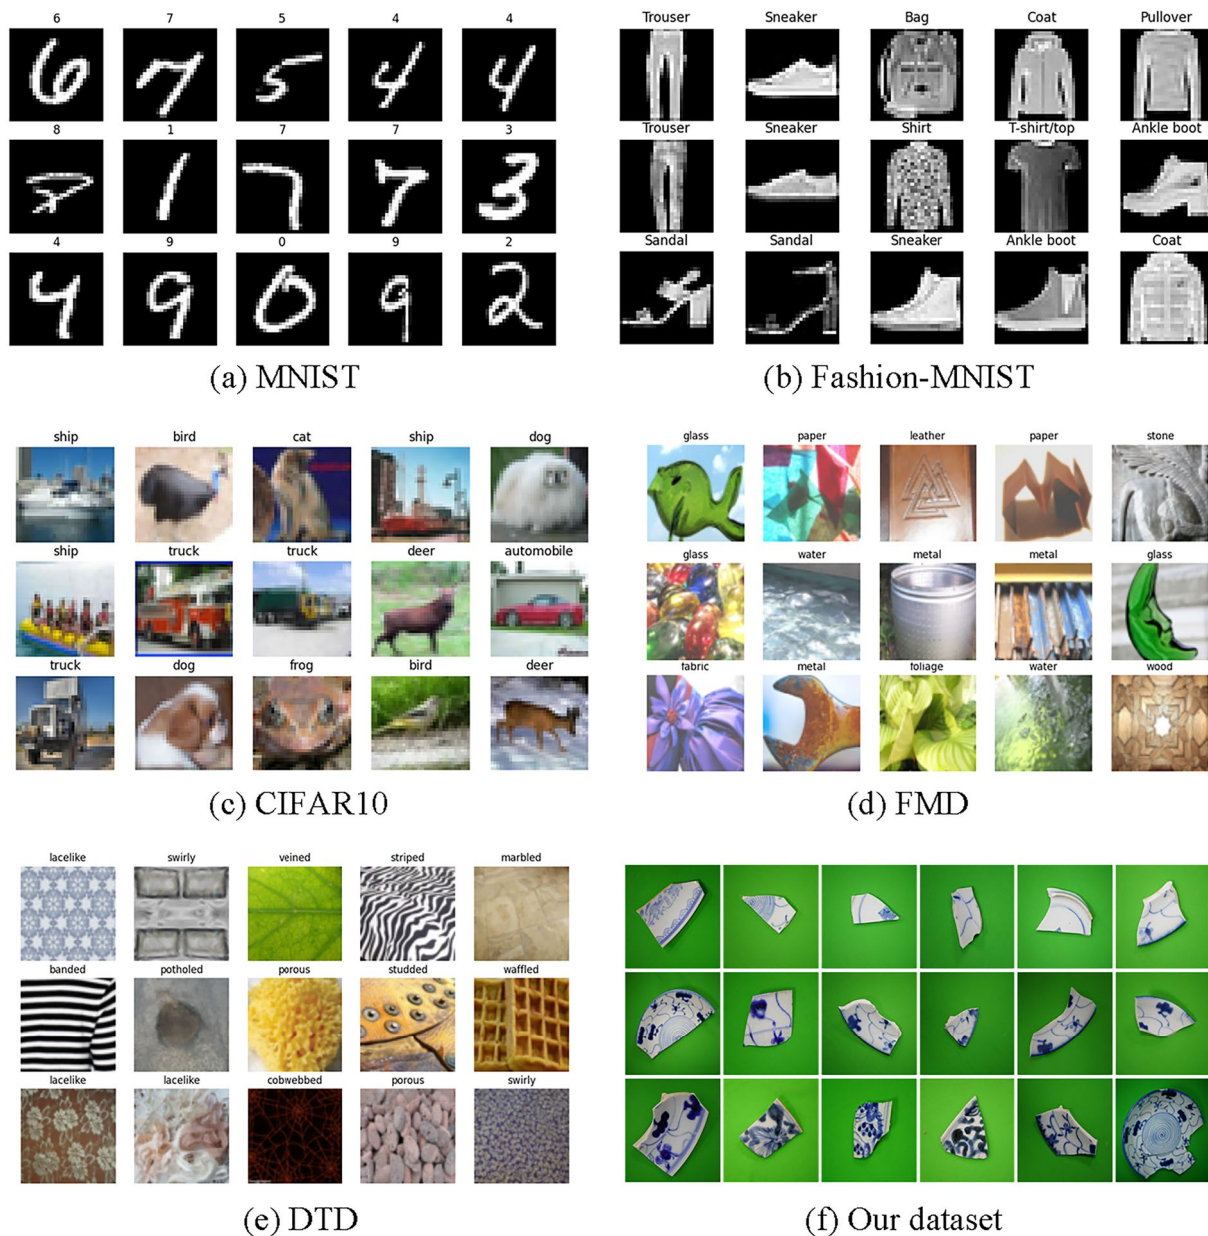 6 7 5 4 4
8 1 7 7 3
4 9 0 9 2
(a) MNIST
Trouser Sneaker Bag Coat Pullover
Trouser Sneaker Shirt T-shirt/top Ankle boot
Sandal Sandal Sneaker Ankle boot Coat
(b) Fashion-MNIST
ship bird cat ship dog
ship truck truck deer automobile
truck dog frog bird deer
(c) CIFAR10
glass paper leather paper stone
glass water metal metal glass
fabric metal foliage water wood
(d) FMD
lacelike swirly veined striped marbled
banded potholed porous studded waffled
lacelike lacelike cobwebbed porous swirly
(e) DTD
(f) Our dataset